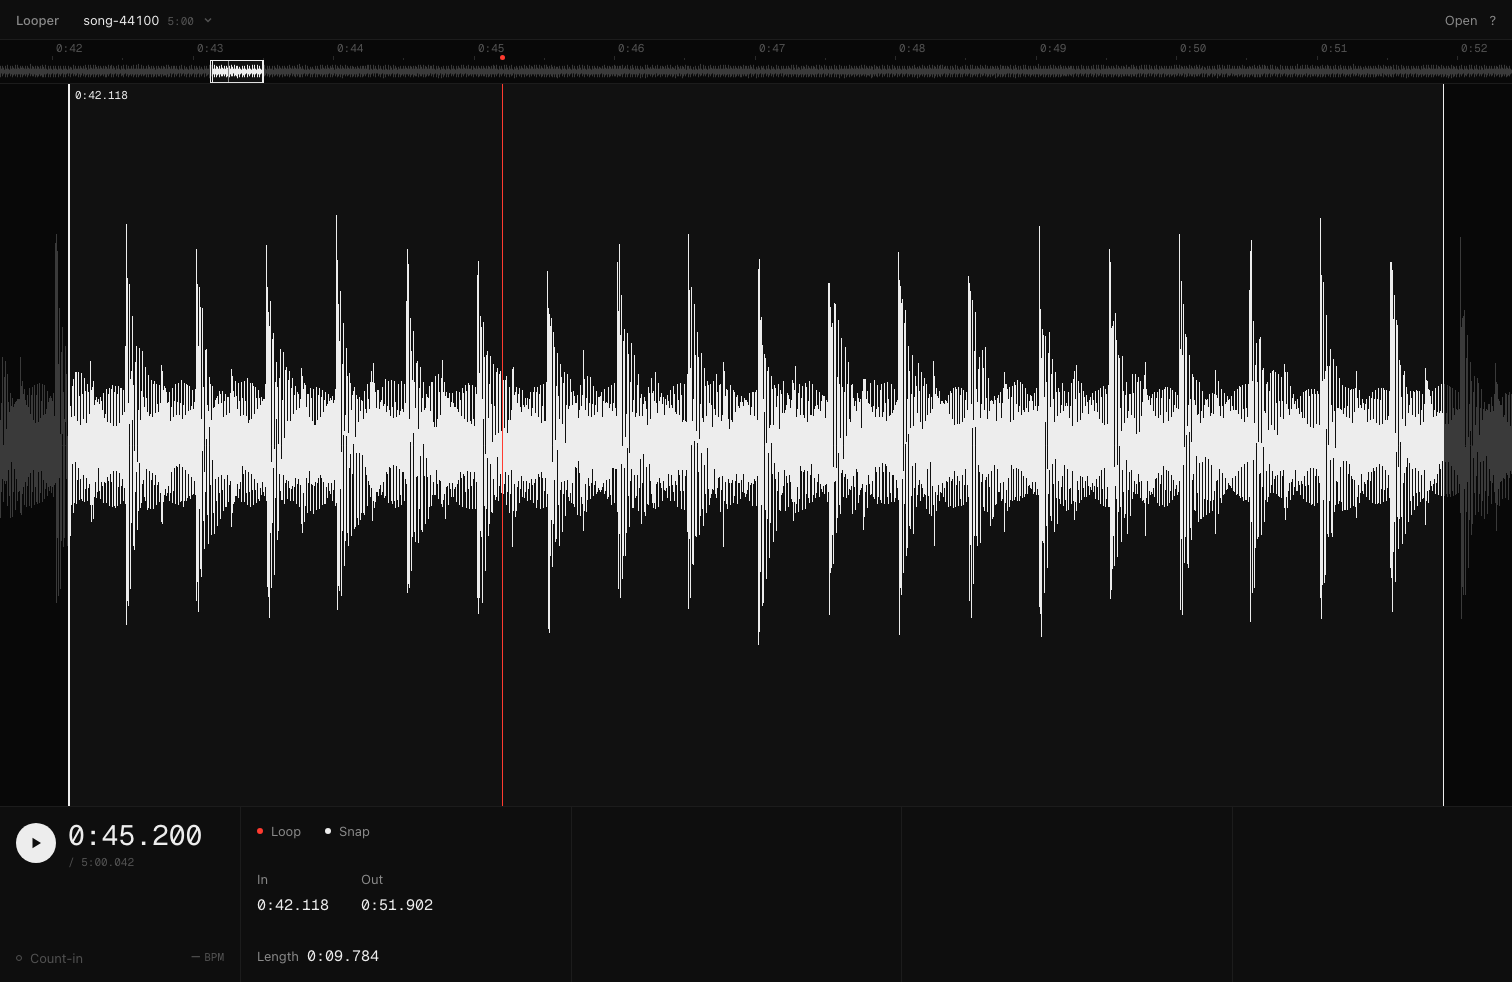 Looper song-44100 5:00 Open ?
0:42 0:43 0:44 0:45 0:46 0:47 0:48 0:49 0:50 0:51 0:52
0:42.118
0:45.200
/ 5:00.042
Count-in — BPM
Loop Snap
In Out
0:42.118 0:51.902
Length 0:09.784